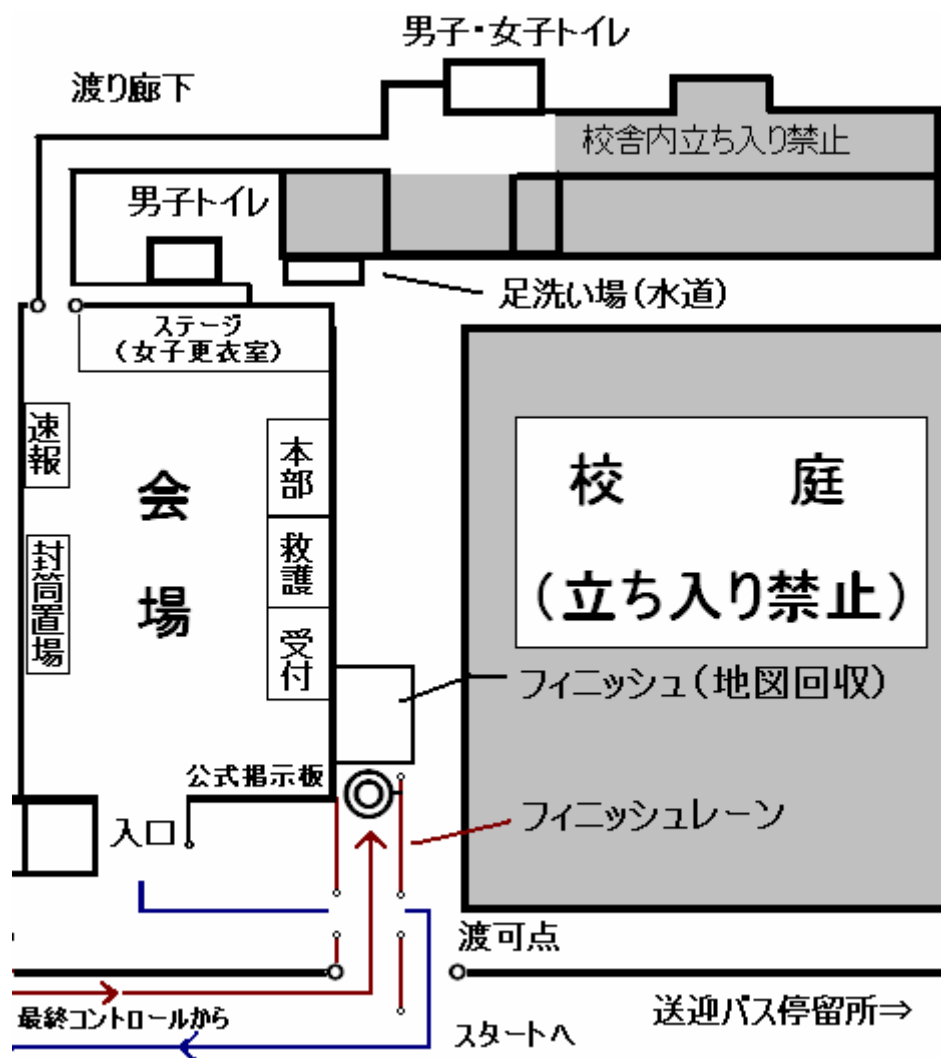 男子・女子トイレ
渡り廊下
校舎内立ち入り禁止
男子トイレ
足洗い場(水道)
ステージ
(女子更衣室)
速報
本部
会場
校 庭
(立ち入り禁止)
封筒置場
救護
受付
フィニッシュ(地図回収)
公式掲示板
フィニッシュレーン
入口
渡可点
最終コントロールから
送迎バス停留所⇒
スタートへ